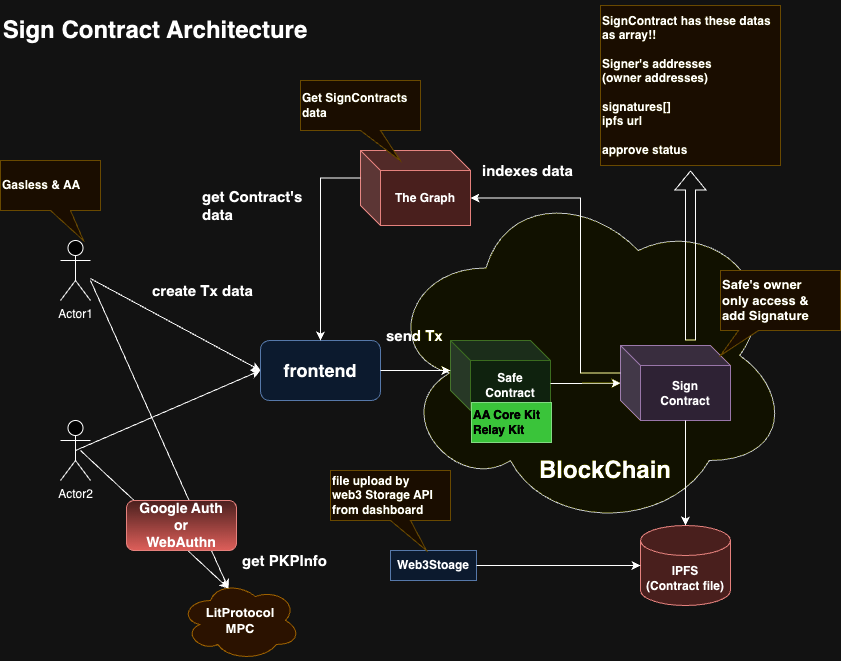 Sign Contract Architecture
SignContract has these datas
as array!!
Signer's addresses
(owner addresses)
signatures[]
ipfs url
approve status
Get SignContracts
data
indexes data
The Graph
get Contract's
data
Gasless & AA
Actor1
create Tx data
Safe's owner
only access &
add Signature
send Tx
frontend
Safe
Contract
AA Core Kit
Relay Kit
Sign
Contract
BlockChain
Actor2
file upload by
web3 Storage API
from dashboard
Google Auth
or
WebAuthn
get PKPInfo
Web3Stoage
IPFS
(Contract file)
LitProtocol
MPC